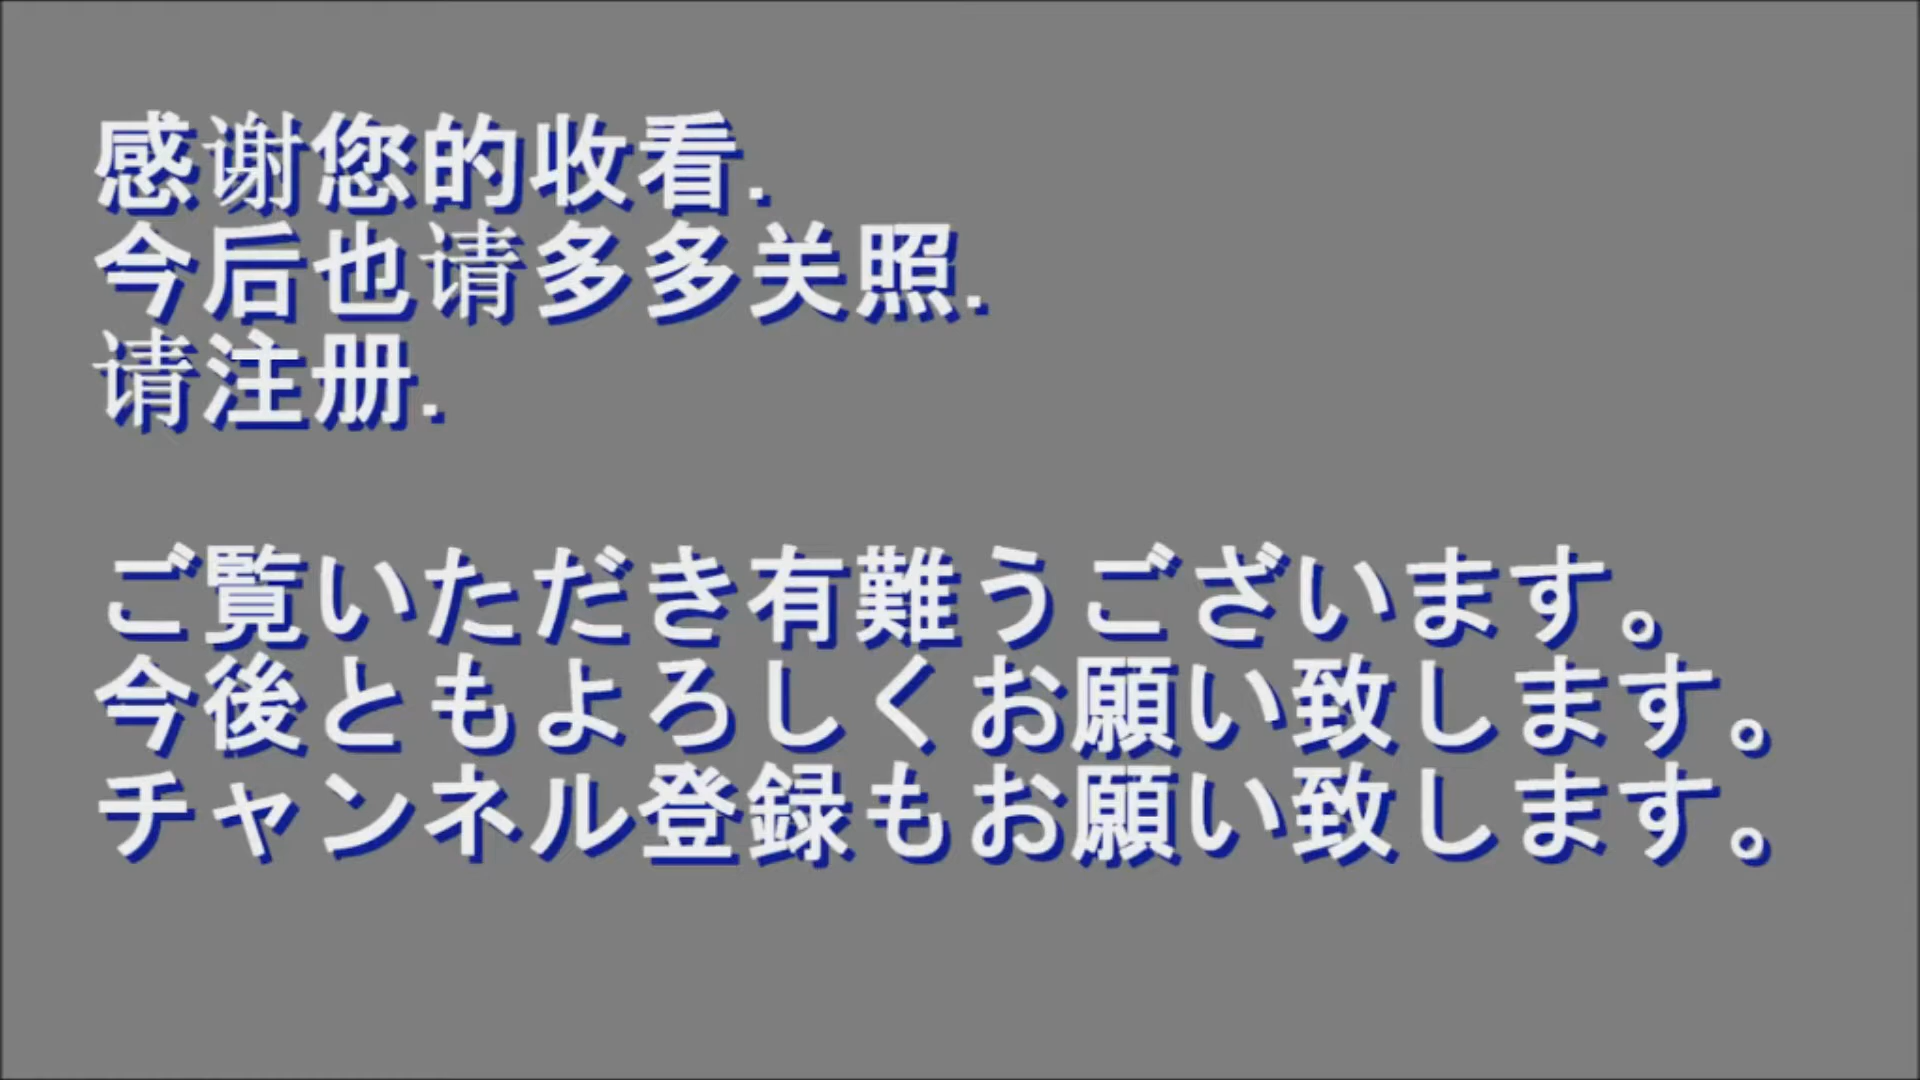 感谢您的收看.
今后也请多多关照.
请注册.
ご覧いただき有難うございます。
今後ともよろしくお願い致します。
チャンネル登録もお願い致します。